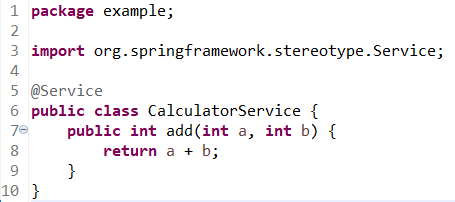 1 package example;
2
3 import org.springframework.stereotype.Service;
4
5 @Service
6 public class CalculatorService {
7     public int add(int a, int b) {
8         return a + b;
9     }
10 }